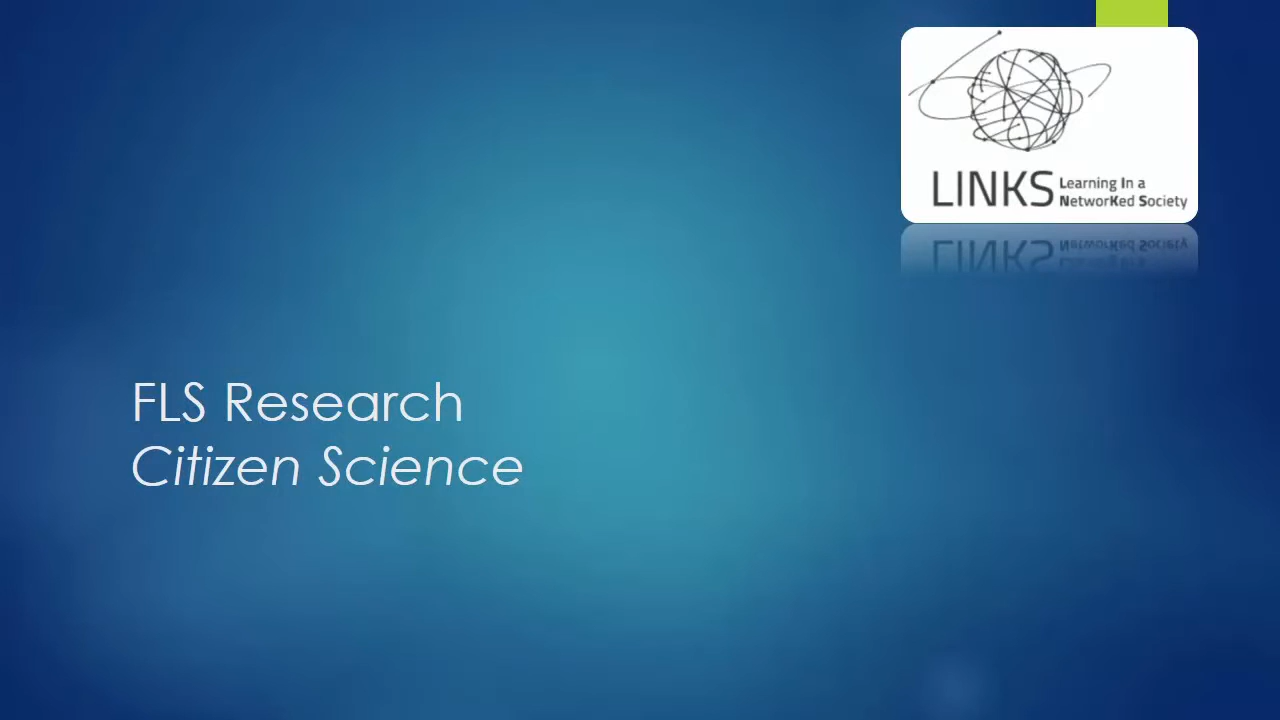 LINKS Learning In a
NetworKed Society
FLS Research
Citizen Science